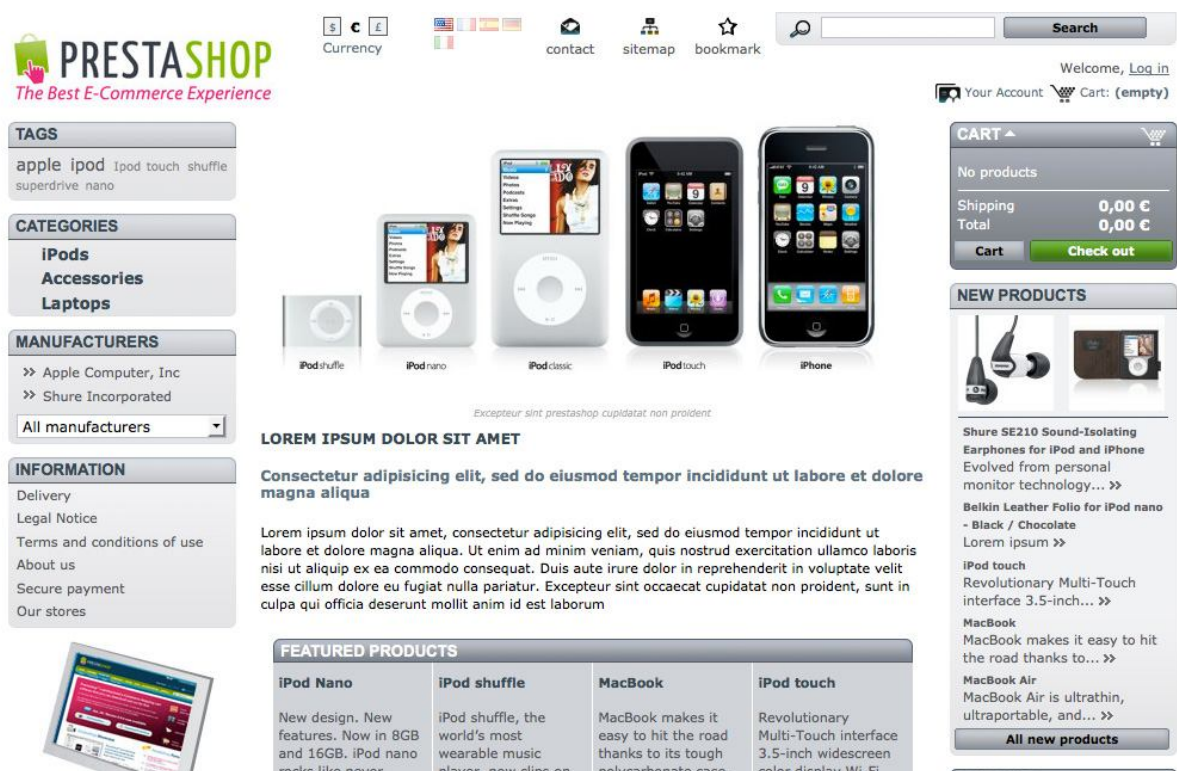 PRESTASHOP
The Best E-Commerce Experience
$ € £
Currency
contact sitemap bookmark
Search
Welcome, Log in
Your Account Cart: (empty)
TAGS
apple ipod ipod touch shuffle
superdrive nano
CATEGORIES
iPods
Accessories
Laptops
MANUFACTURERS
Apple Computer, Inc
Shure Incorporated
All manufacturers
INFORMATION
Delivery
Legal Notice
Terms and conditions of use
About us
Secure payment
Our stores
iPod shuffle
iPod nano
iPod classic
iPod touch
iPhone
Excepteur sint prestashop cupidatat non proident
LOREM IPSUM DOLOR SIT AMET
Consectetur adipisicing elit, sed do eiusmod tempor incididunt ut labore et dolore
magna aliqua
Lorem ipsum dolor sit amet, consectetur adipisicing elit, sed do eiusmod tempor incididunt ut
labore et dolore magna aliqua. Ut enim ad minim veniam, quis nostrud exercitation ullamco laboris
nisi ut aliquip ex ea commodo consequat. Duis aute irure dolor in reprehenderit in voluptate velit
esse cillum dolore eu fugiat nulla pariatur. Excepteur sint occaecat cupidatat non proident, sunt in
culpa qui officia deserunt mollit anim id est laborum
FEATURED PRODUCTS
iPod Nano
New design. New
features. Now in 8GB
and 16GB. iPod nano
rocks like never
iPod shuffle
iPod shuffle, the
world's most
wearable music
player, now clips on
MacBook
MacBook makes it
easy to hit the road
thanks to its tough
polycarbonate case
iPod touch
Revolutionary
Multi-Touch interface
3.5-inch widescreen
color display Wi-Fi
CART
No products
Shipping 0,00 €
Total 0,00 €
Cart Check out
NEW PRODUCTS
Shure SE210 Sound-Isolating
Earphones for iPod and iPhone
Evolved from personal
monitor technology... »
Belkin Leather Folio for iPod nano
- Black / Chocolate
Lorem ipsum »
iPod touch
Revolutionary Multi-Touch
interface 3.5-inch... »
MacBook
MacBook makes it easy to hit
the road thanks to... »
MacBook Air
MacBook Air is ultrathin,
ultraportable, and... »
All new products